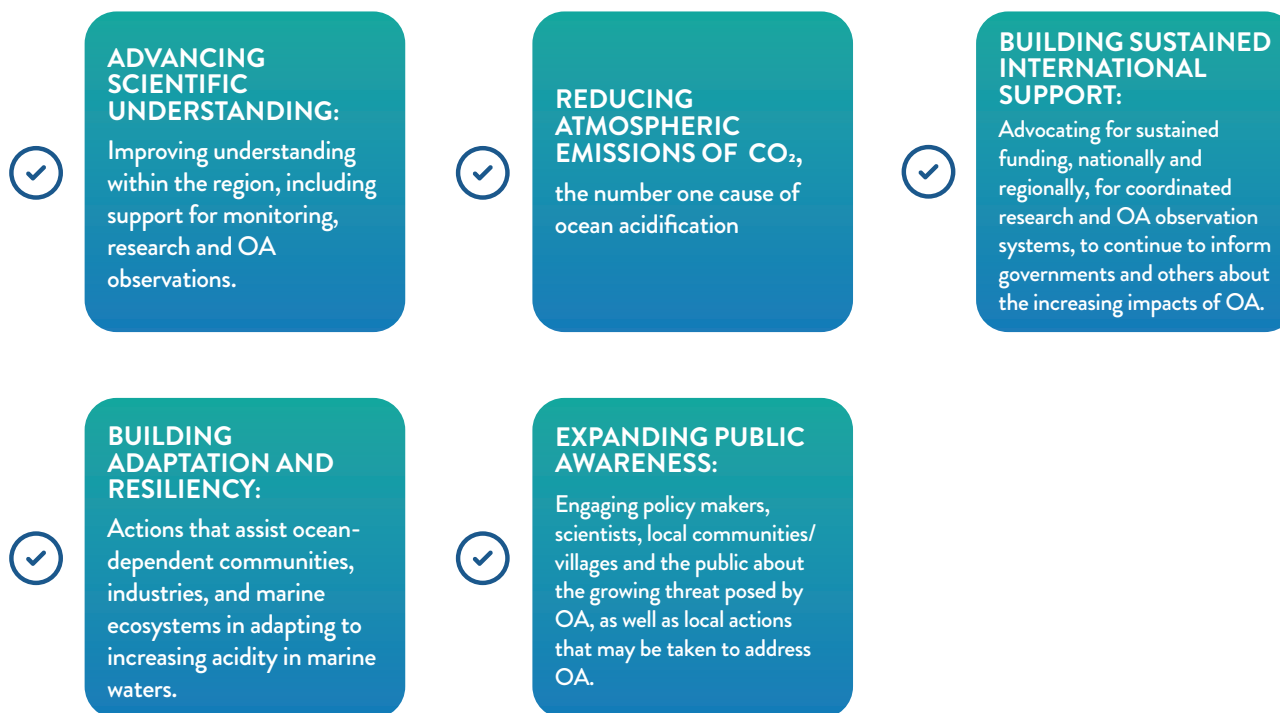 ADVANCING
SCIENTIFIC
UNDERSTANDING:
Improving understanding
within the region, including
support for monitoring,
research and OA
observations.
REDUCING
ATMOSPHERIC
EMISSIONS OF CO₂,
the number one cause of
ocean acidification
BUILDING SUSTAINED
INTERNATIONAL
SUPPORT:
Advocating for sustained
funding, nationally and
regionally, for coordinated
research and OA observation
systems, to continue to inform
governments and others about
the increasing impacts of OA.
BUILDING
ADAPTATION AND
RESILIENCY:
Actions that assist ocean-
dependent communities,
industries, and marine
ecosystems in adapting to
increasing acidity in marine
waters.
EXPANDING PUBLIC
AWARENESS:
Engaging policy makers,
scientists, local communities/
villages and the public about
the growing threat posed by
OA, as well as local actions
that may be taken to address
OA.